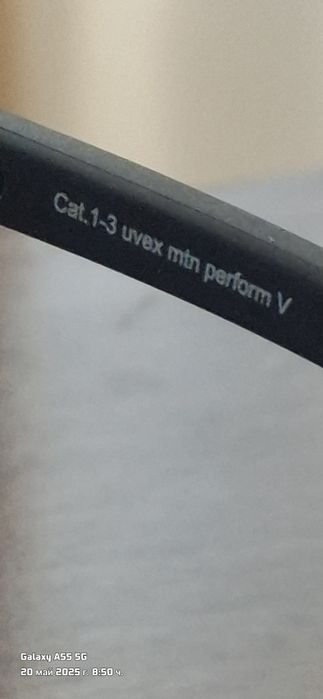 Cat.1-3 uvex mtn perform V
Galaxy A55 5G
20 май 2025 г. 8:50 ч.